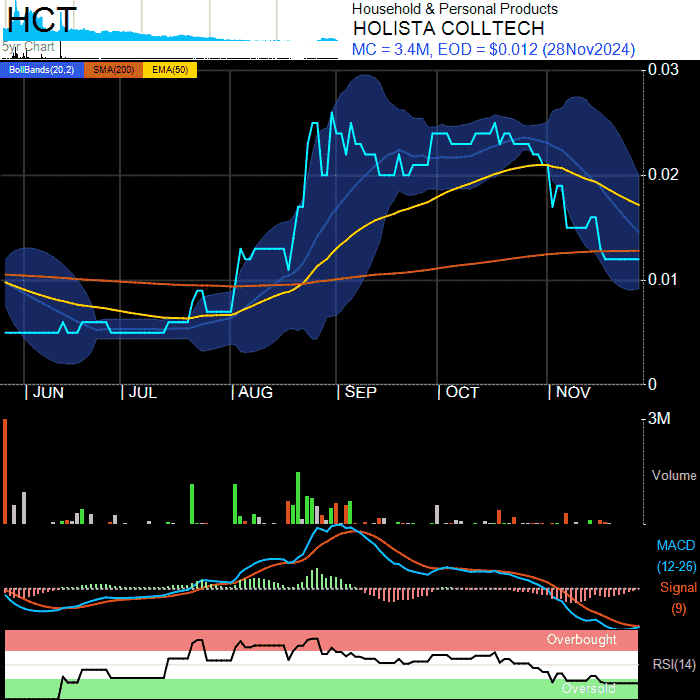 HCT
Household & Personal Products
HOLISTA COLLTECH
MC = 3.4M, EOD = $0.012 (28Nov2024)
5yr Chart
BollBands(20,2) SMA(200) EMA(50)
0.03
0.02
0.01
0
JUN JUL AUG SEP OCT NOV
3M
Volume
MACD
(12-26)
Signal
(9)
Overbought
RSI(14)
Oversold